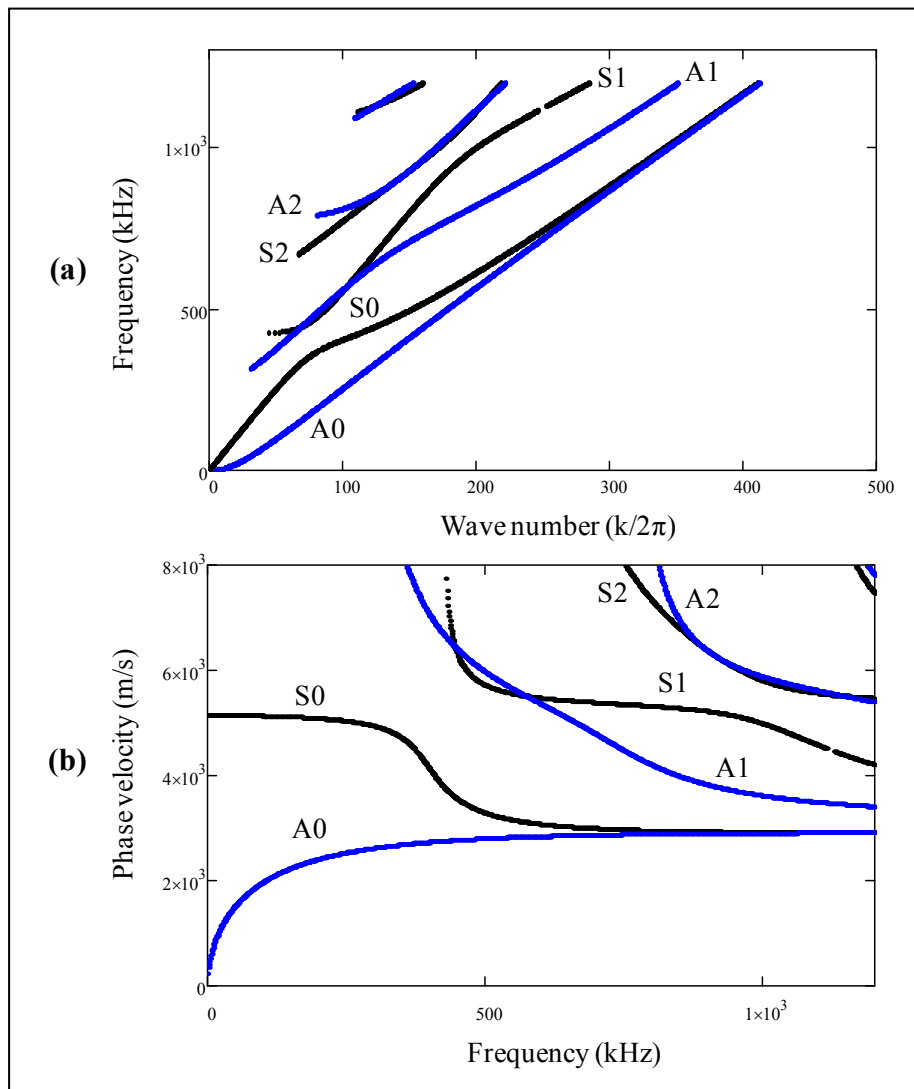 (a)
Frequency (kHz)
1×10³
500
0
S1
A1
A2
S2
S0
A0
0 100 200 300 400 500
Wave number (k/2π)
(b)
Phase velocity (m/s)
8×10³
6×10³
4×10³
2×10³
0
S2
A2
S0
S1
A1
A0
0 500 1×10³
Frequency (kHz)